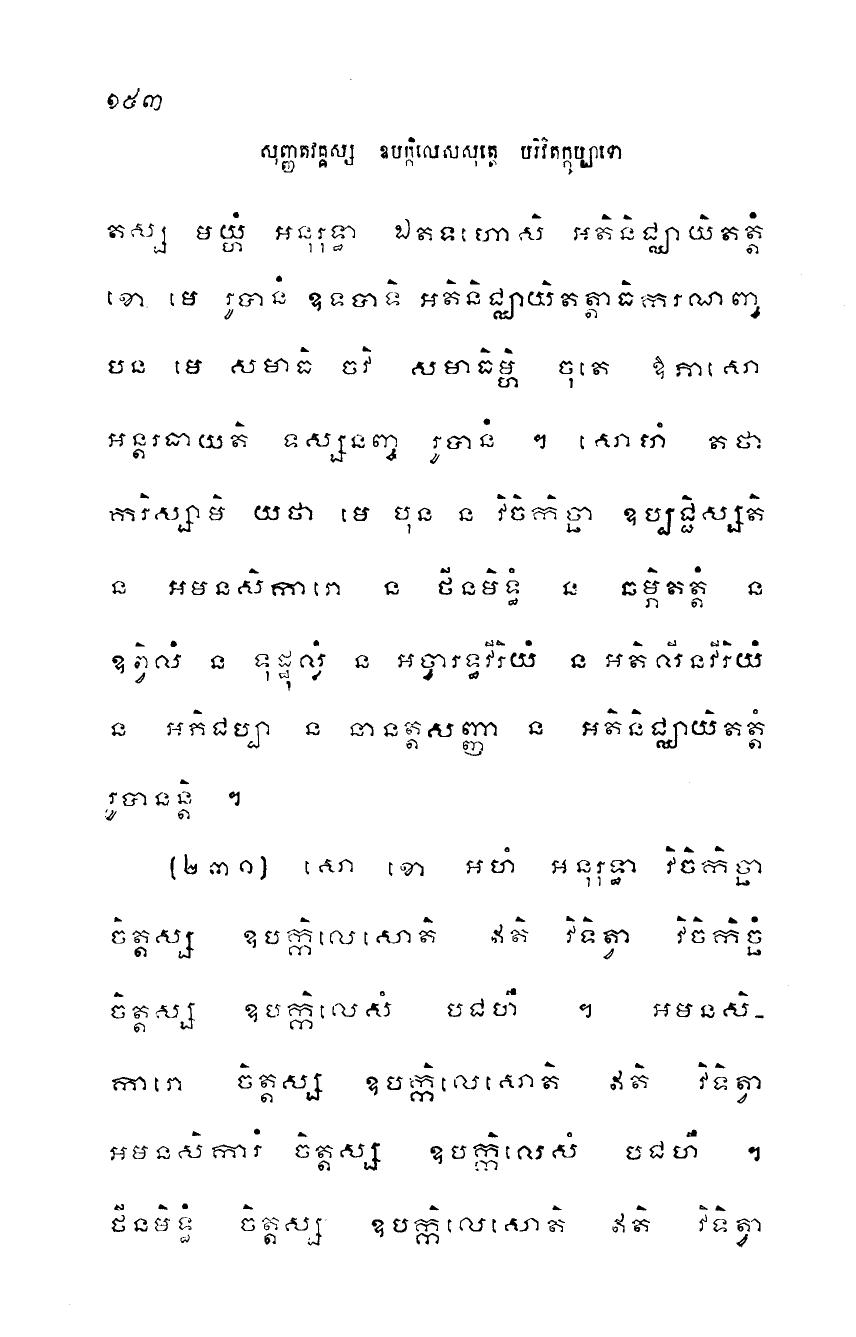 ១៥៣
សុញ្ញតវគ្គស្ស ឧបក្កិលេសសុត្តេ បរិវិតក្កុប្បាទោ
តស្ស មយ្ហំ អនុរុទ្ធា ឯតទហោសិ អតិនិជ្ឈាយិតត្តំ
ខោ មេ រូបានំ ឧទបាទិ អតិនិជ្ឈាយិតត្តាធិករណញ្ច
បន មេ សមាធិ ចវិ សមាធិម្ហិ ចុតេ ឱភាសោ
អន្តរធាយតិ ទស្សនញ្ច រូបានំ ។ សោហំ តថា
ករិស្សាមិ យថា មេ បុន ន វិចិកិច្ឆា ឧប្បជ្ជិស្សតិ
ន អមនសិការោ ន ថីនមិទ្ធំ ន ឆម្ភិតត្តំ ន
ឧព្វិលំ ន ទុដ្ឋុល្លំ ន អច្ចារទ្ធវីរិយំ ន អតិលីនវីរិយំ
ន អភិជប្បា ន នានត្តសញ្ញា ន អតិនិជ្ឈាយិតត្តំ
រូបានន្តិ ។
(២៣១) សោ ខោ អហំ អនុរុទ្ធា វិចិកិច្ឆា
ចិត្តស្ស ឧបក្កិលេសោតិ ឥតិ វិទិត្វា វិចិកិច្ឆំ
ចិត្តស្ស ឧបក្កិលេសំ បជហឹ ។ អមនសិ-
ការោ ចិត្តស្ស ឧបក្កិលេសោតិ ឥតិ វិទិត្វា
អមនសិការំ ចិត្តស្ស ឧបក្កិលេសំ បជហឹ ។
ថីនមិទ្ធំ ចិត្តស្ស ឧបក្កិលេសោតិ ឥតិ វិទិត្វា